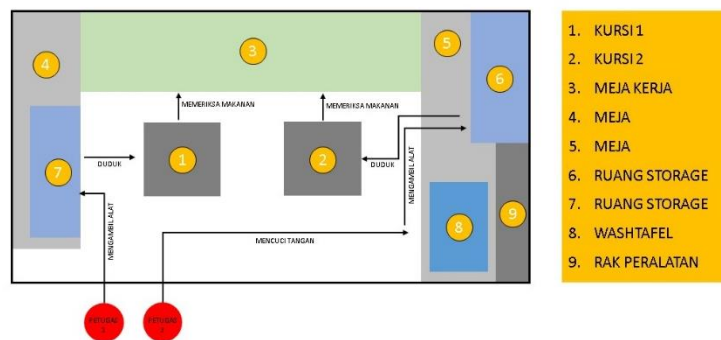 4
3
5
6
MEMERIKSA MAKANAN
MEMERIKSA MAKANAN
1
2
7
DUDUK
DUDUK
MENGAMBIL ALAT
MENGAMBIL ALAT
8
9
MENCUCI TANGAN
PETUGAS
PETUGAS
1. KURSI 1
2. KURSI 2
3. MEJA KERJA
4. MEJA
5. MEJA
6. RUANG STORAGE
7. RUANG STORAGE
8. WASHTAFEL
9. RAK PERALATAN